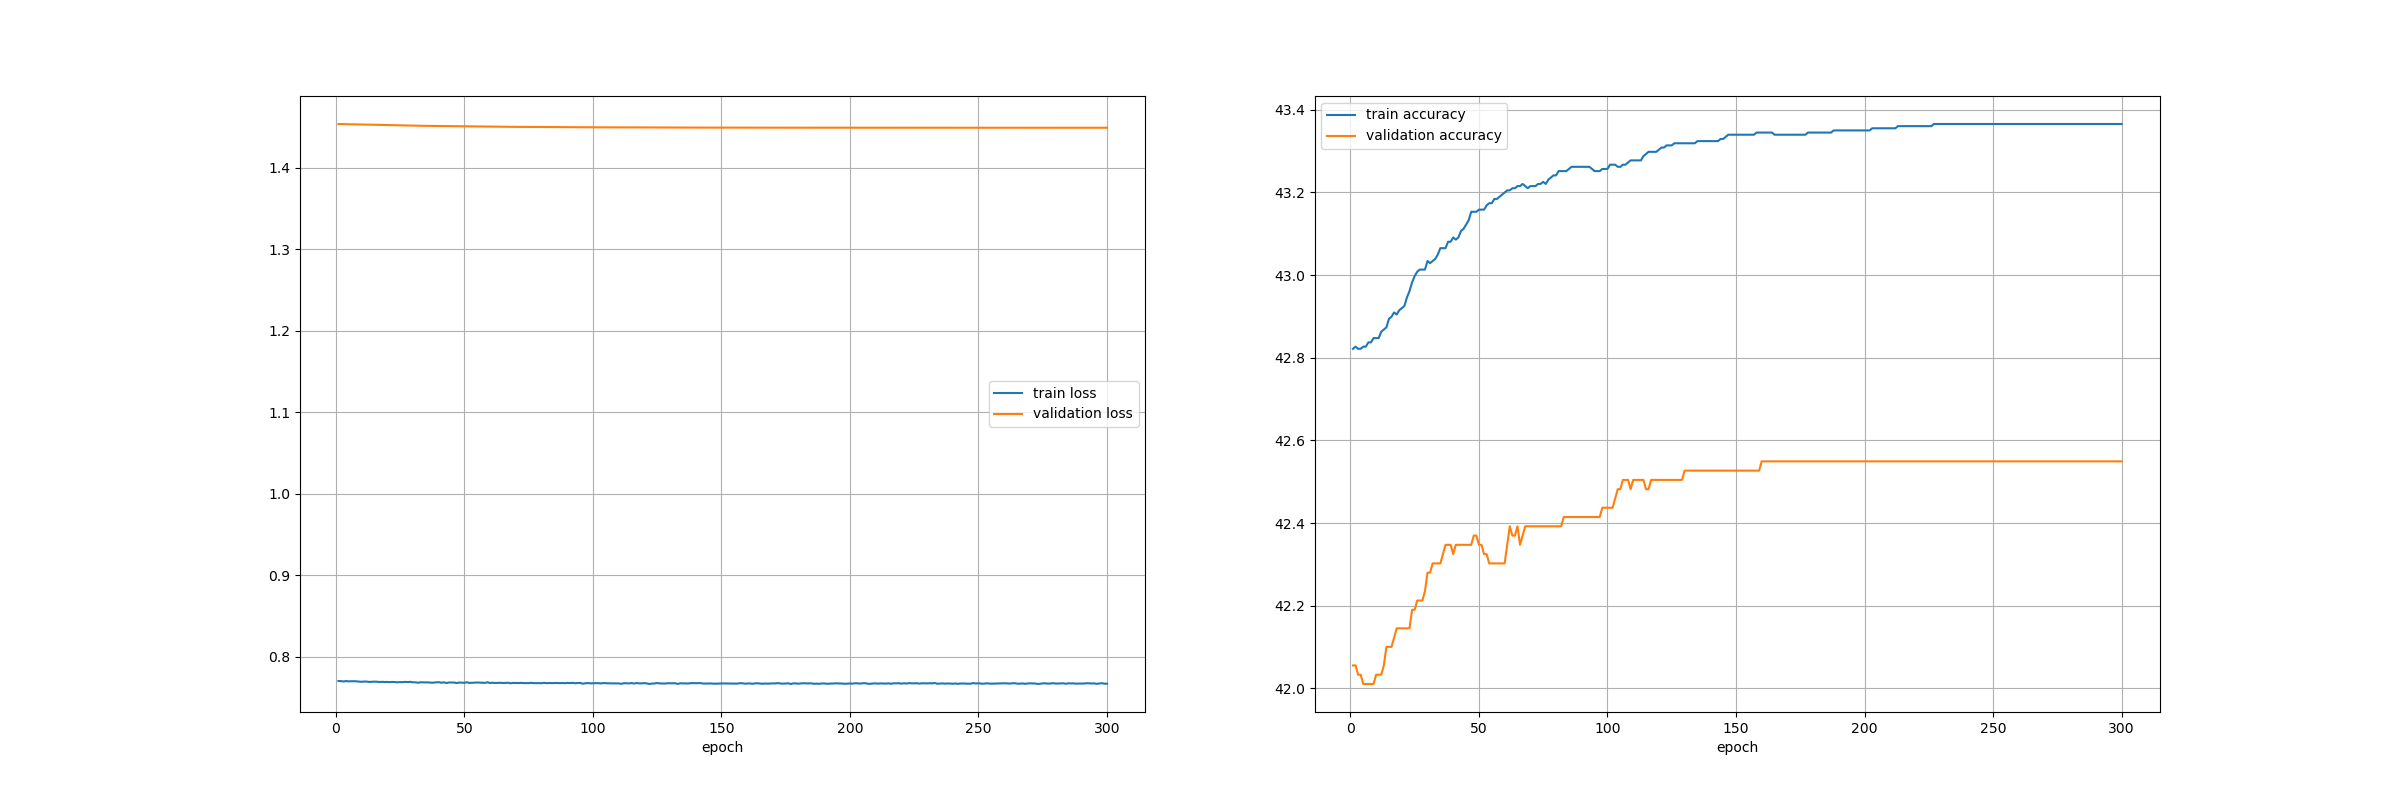 1.4
1.3
1.2
1.1
1.0
0.9
0.8
0 50 100 150 200 250 300
epoch
train loss
validation loss
43.4
43.2
43.0
42.8
42.6
42.4
42.2
42.0
0 50 100 150 200 250 300
epoch
train accuracy
validation accuracy